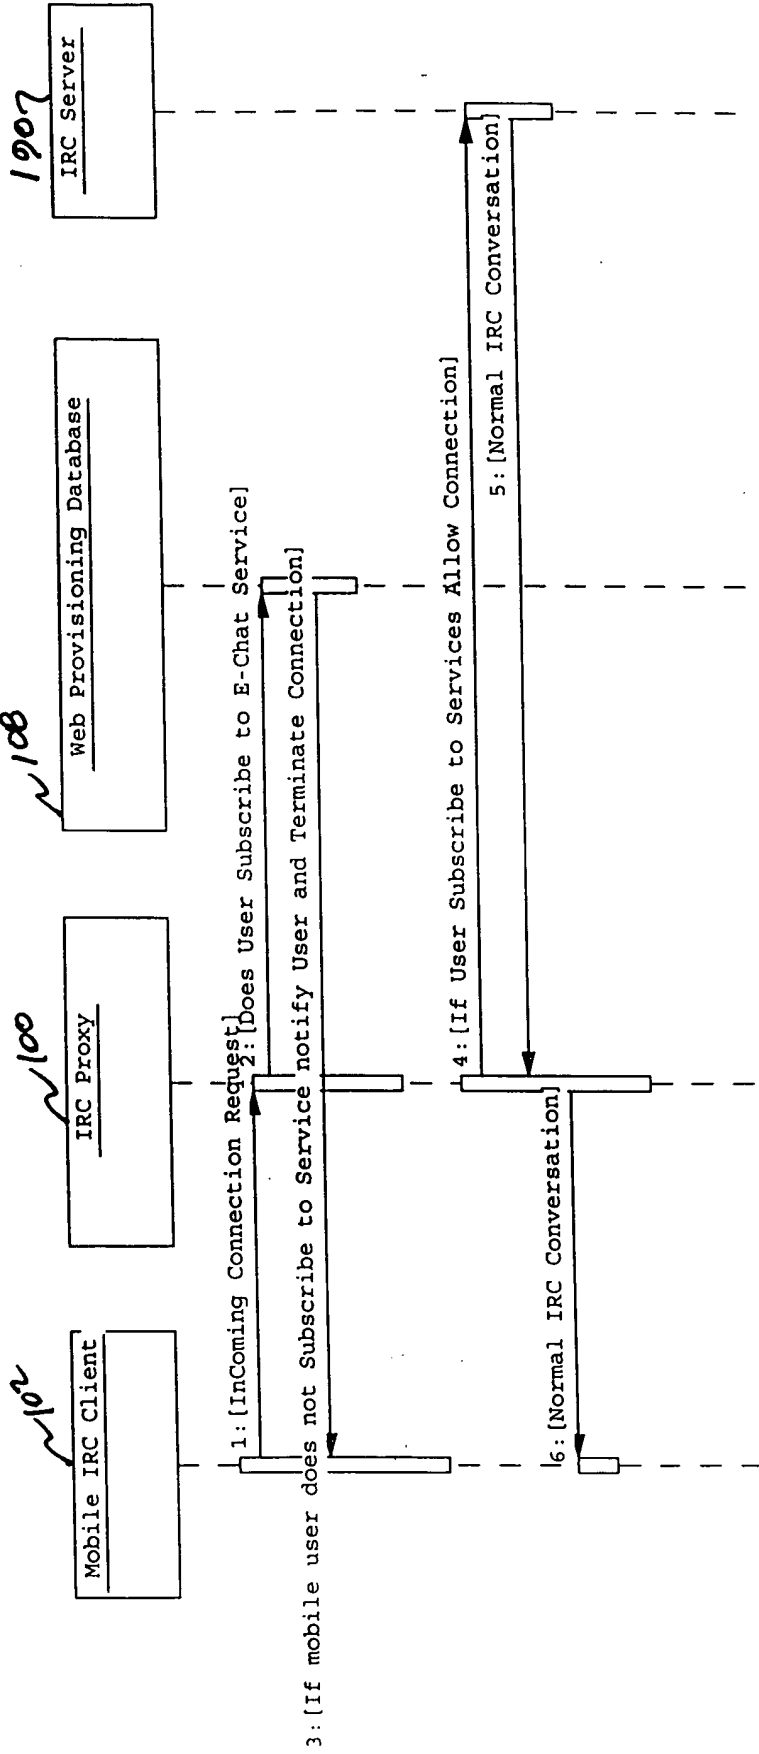 102
Mobile IRC Client
100
IRC Proxy
108
Web Provisioning Database
1907
IRC Server
1:[InComing Connection Request]
2:[Does User Subscribe to E-Chat Service]
3:[If mobile user does not Subscribe to Service notify User and Terminate Connection]
4:[If User Subscribe to Services Allow Connection]
5:[Normal IRC Conversation]
6:[Normal IRC Conversation]